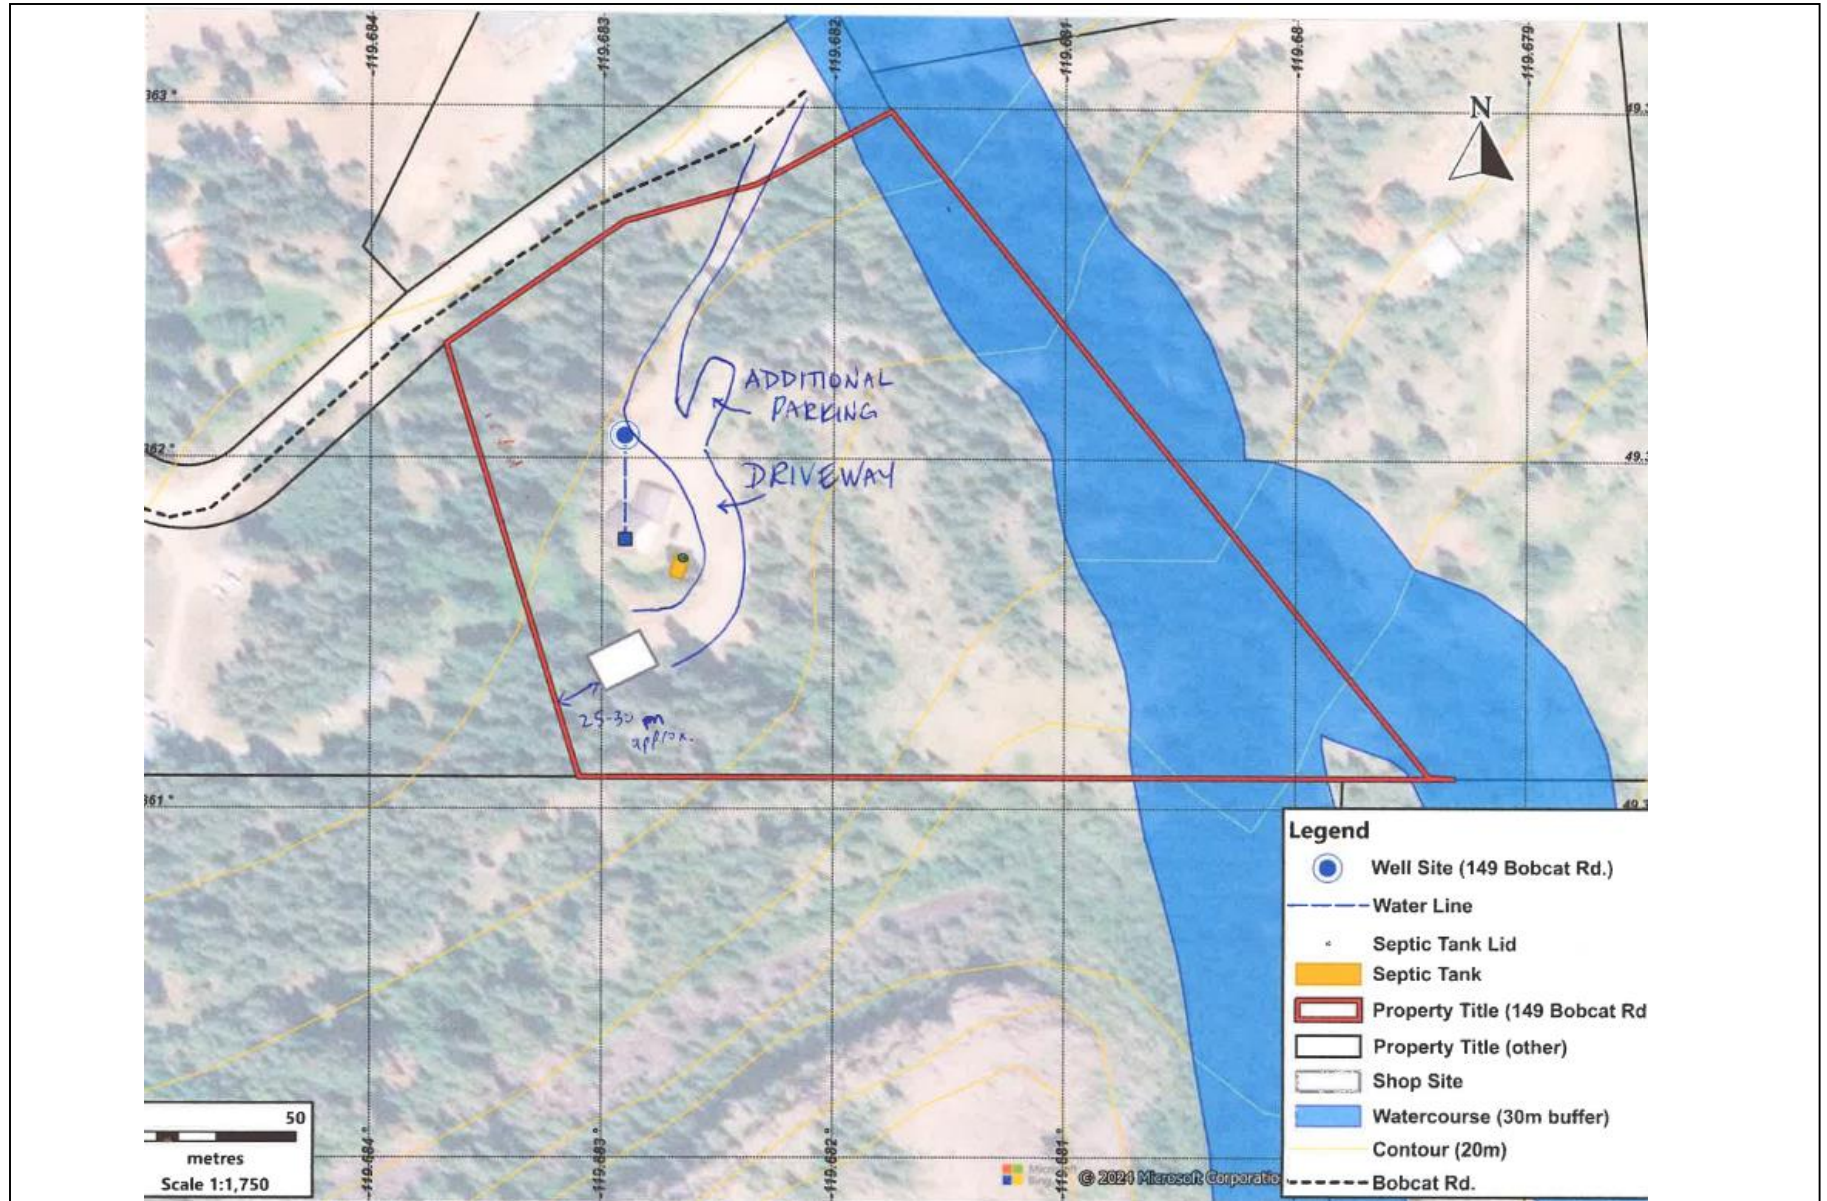 -119.684
-119.683
-119.682
-119.681
-119.68
-119.679
363 °
49.3
N
ADDITIONAL
PARKING
362 °
49.3
DRIVEWAY
25-30 m
approx.
361 °
49.3
Legend
Well Site (149 Bobcat Rd.)
Water Line
Septic Tank Lid
Septic Tank
Property Title (149 Bobcat Rd
Property Title (other)
Shop Site
Watercourse (30m buffer)
Contour (20m)
Bobcat Rd.
50
metres
Scale 1:1,750
-119.684 °
-119.683 °
-119.682 °
-119.681 °
Microsoft
Bing
© 2024 Microsoft Corporatio